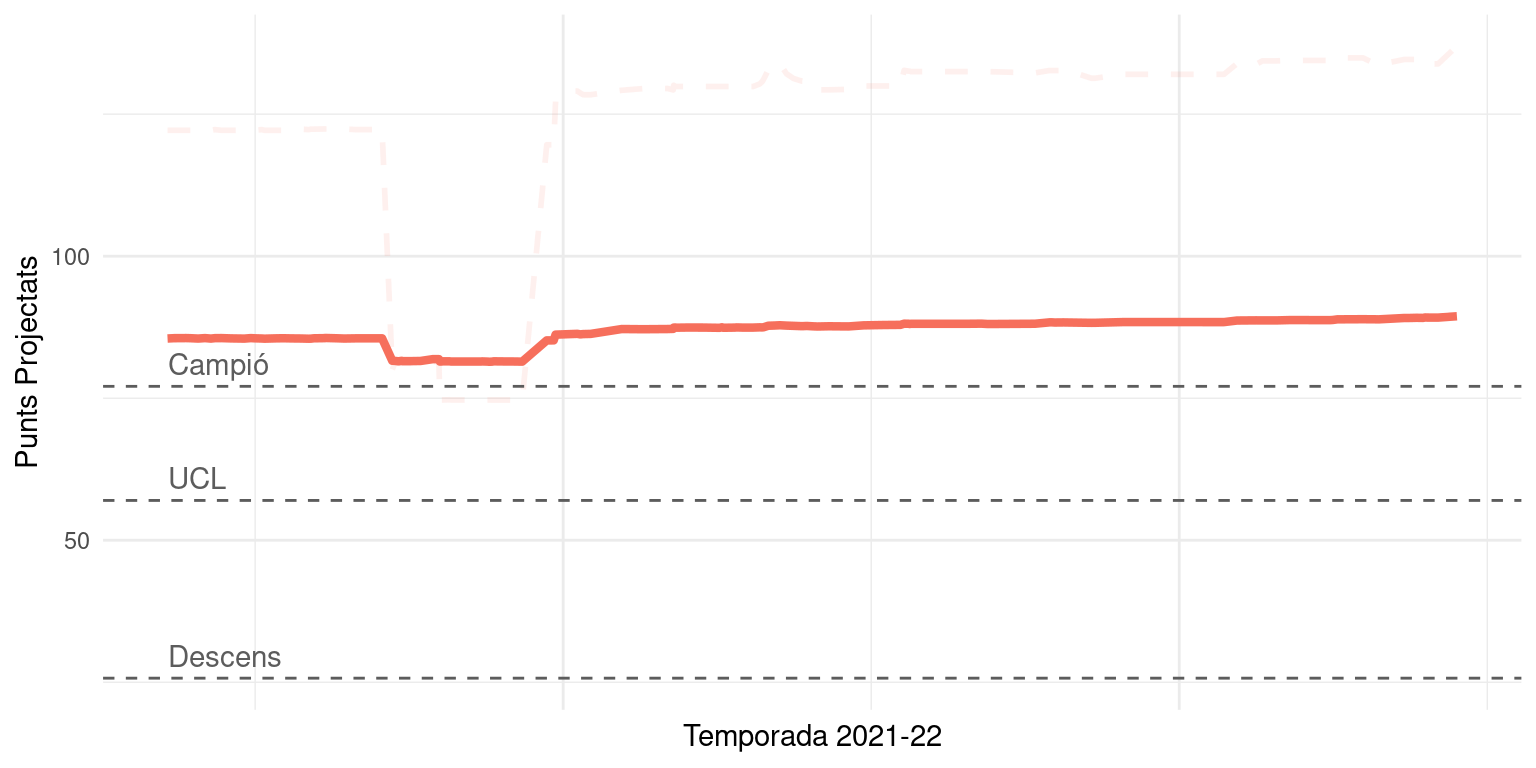 Punts Projectats
100
Campió
UCL
50
Descens
Temporada 2021-22